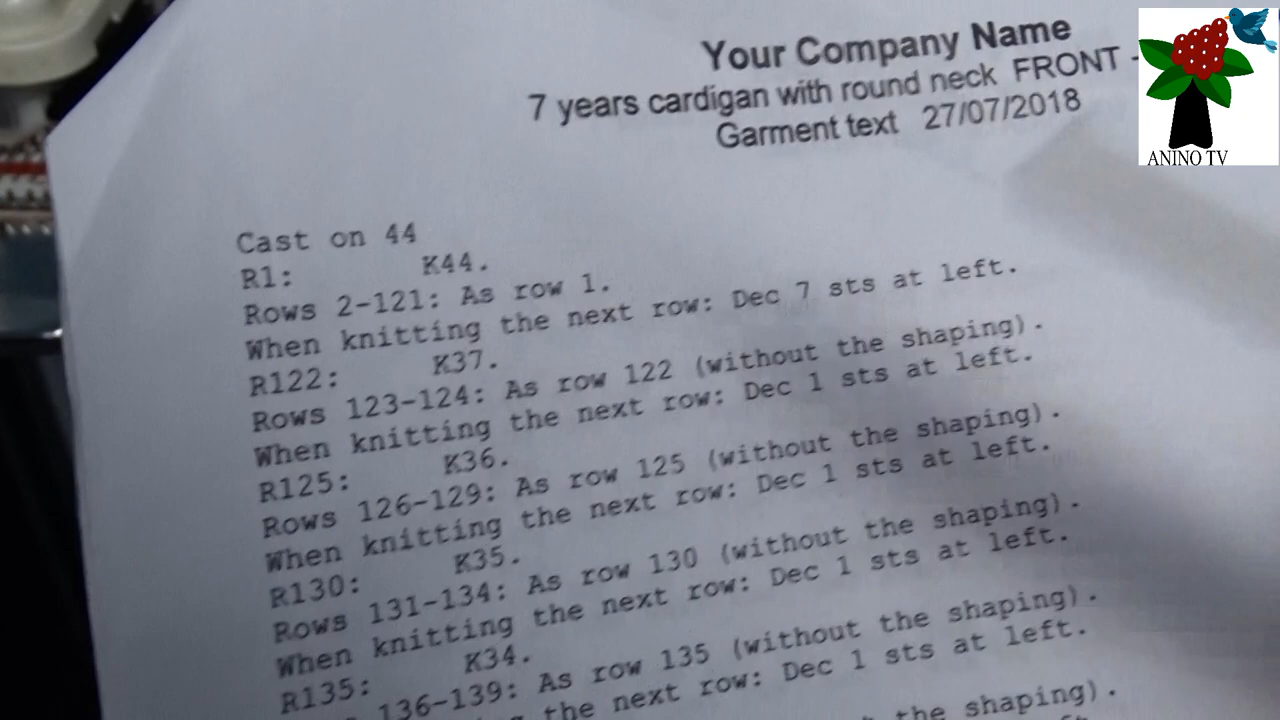 Your Company Name
7 years cardigan with round neck FRONT -
Garment text 27/07/2018
ANINO TV
Cast on 44
R1: K44.
Rows 2-121: As row 1.
When knitting the next row: Dec 7 sts at left.
R122: K37.
Rows 123-124: As row 122 (without the shaping).
When knitting the next row: Dec 1 sts at left.
R125: K36.
Rows 126-129: As row 125 (without the shaping).
When knitting the next row: Dec 1 sts at left.
R130: K35.
Rows 131-134: As row 130 (without the shaping).
When knitting the next row: Dec 1 sts at left.
R135: K34.
136-139: As row 135 (without the shaping).
the next row: Dec 1 sts at left.
the shaping).